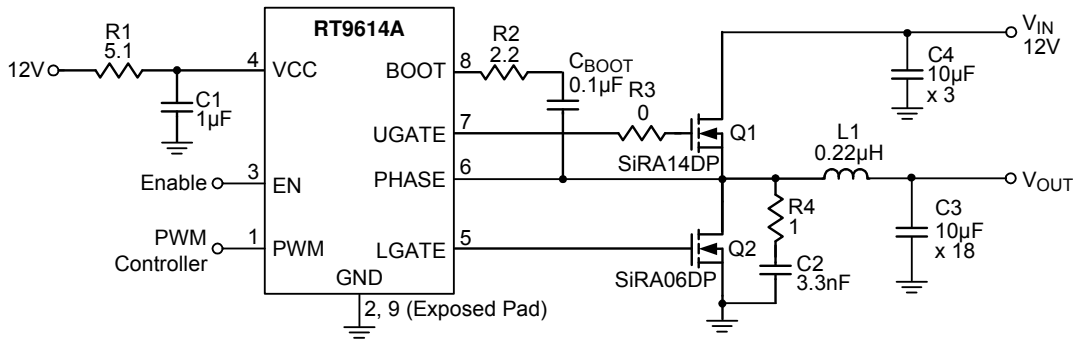 RT9614A
12V
R1
5.1
C1
1µF
4
VCC
Enable
3
EN
PWM
Controller
1
PWM
GND
2, 9 (Exposed Pad)
BOOT
8
R2
2.2
CBOOT
0.1µF
UGATE
7
R3
0
Q1
SiRA14DP
PHASE
6
LGATE
5
Q2
SiRA06DP
R4
1
C2
3.3nF
L1
0.22µH
C4
10µF
x 3
VIN
12V
VOUT
C3
10µF
x 18